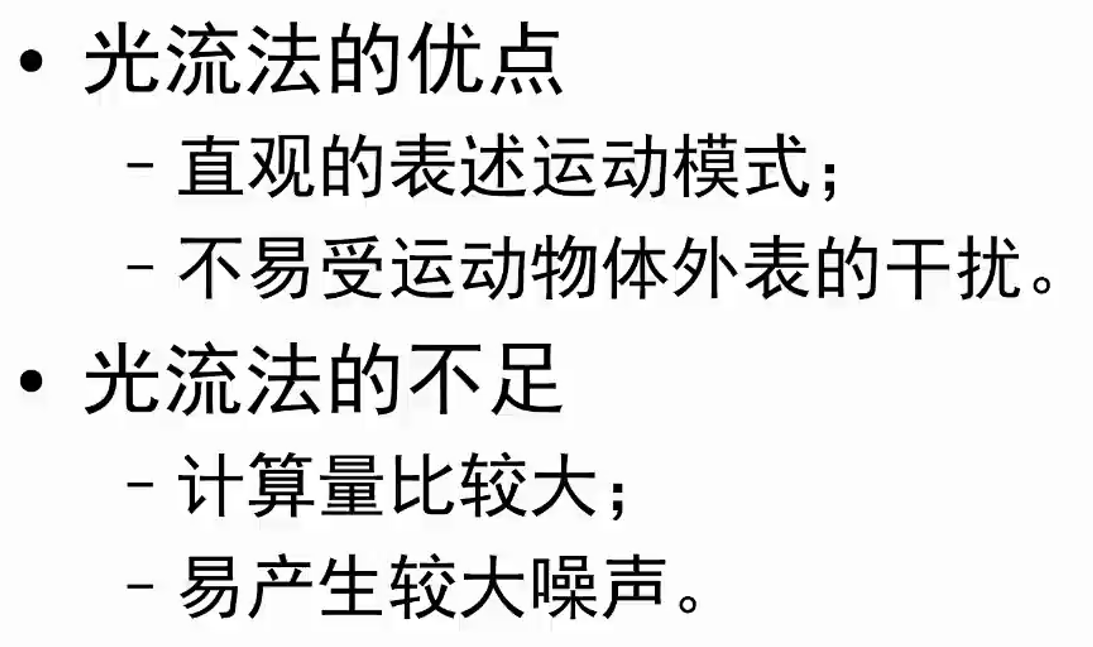 • 光流法的优点
– 直观的表述运动模式；
– 不易受运动物体外表的干扰。
• 光流法的不足
– 计算量比较大；
– 易产生较大噪声。